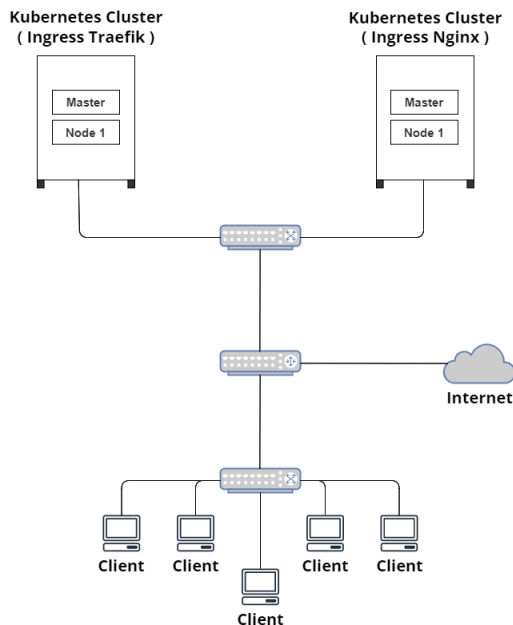 Kubernetes Cluster
( Ingress Traefik )
Kubernetes Cluster
( Ingress Nginx )
Master
Node 1
Master
Node 1
Internet
Client
Client
Client
Client
Client